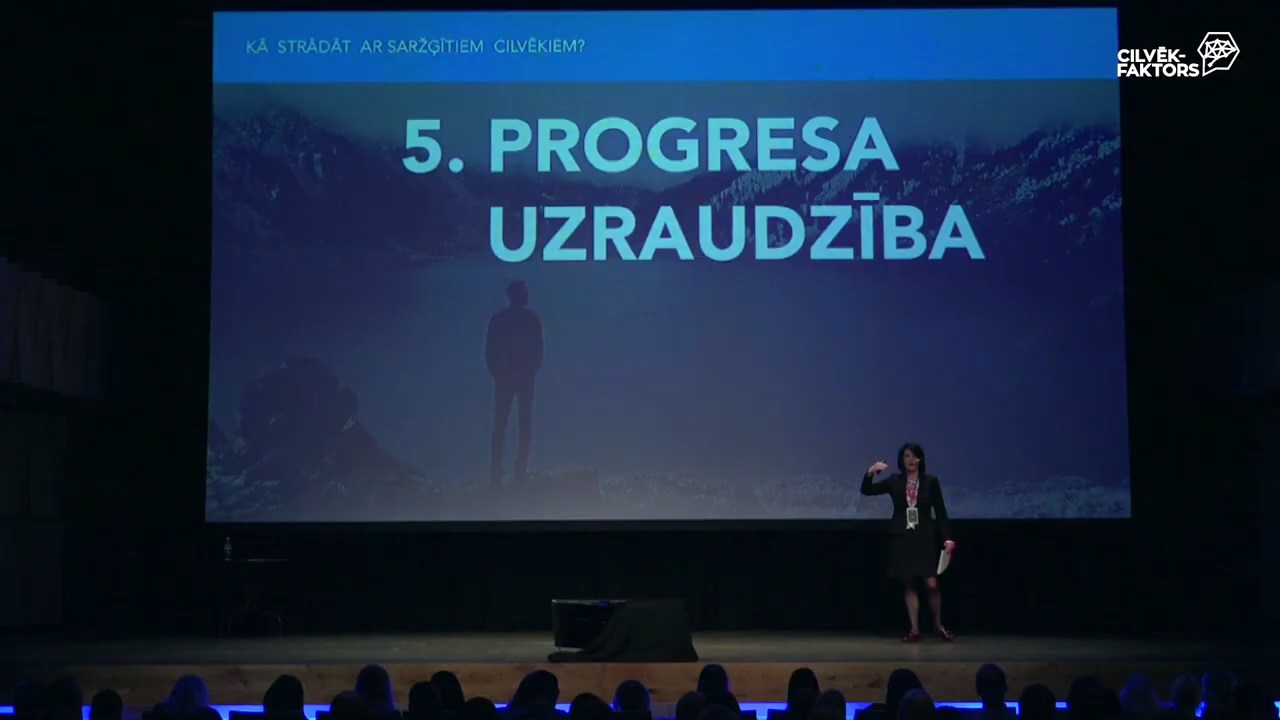 KĀ STRĀDĀT AR SARŽĢĪTIEM CILVĒKIEM?
CILVĒK-
FAKTORS
5. PROGRESA
UZRAUDZĪBA